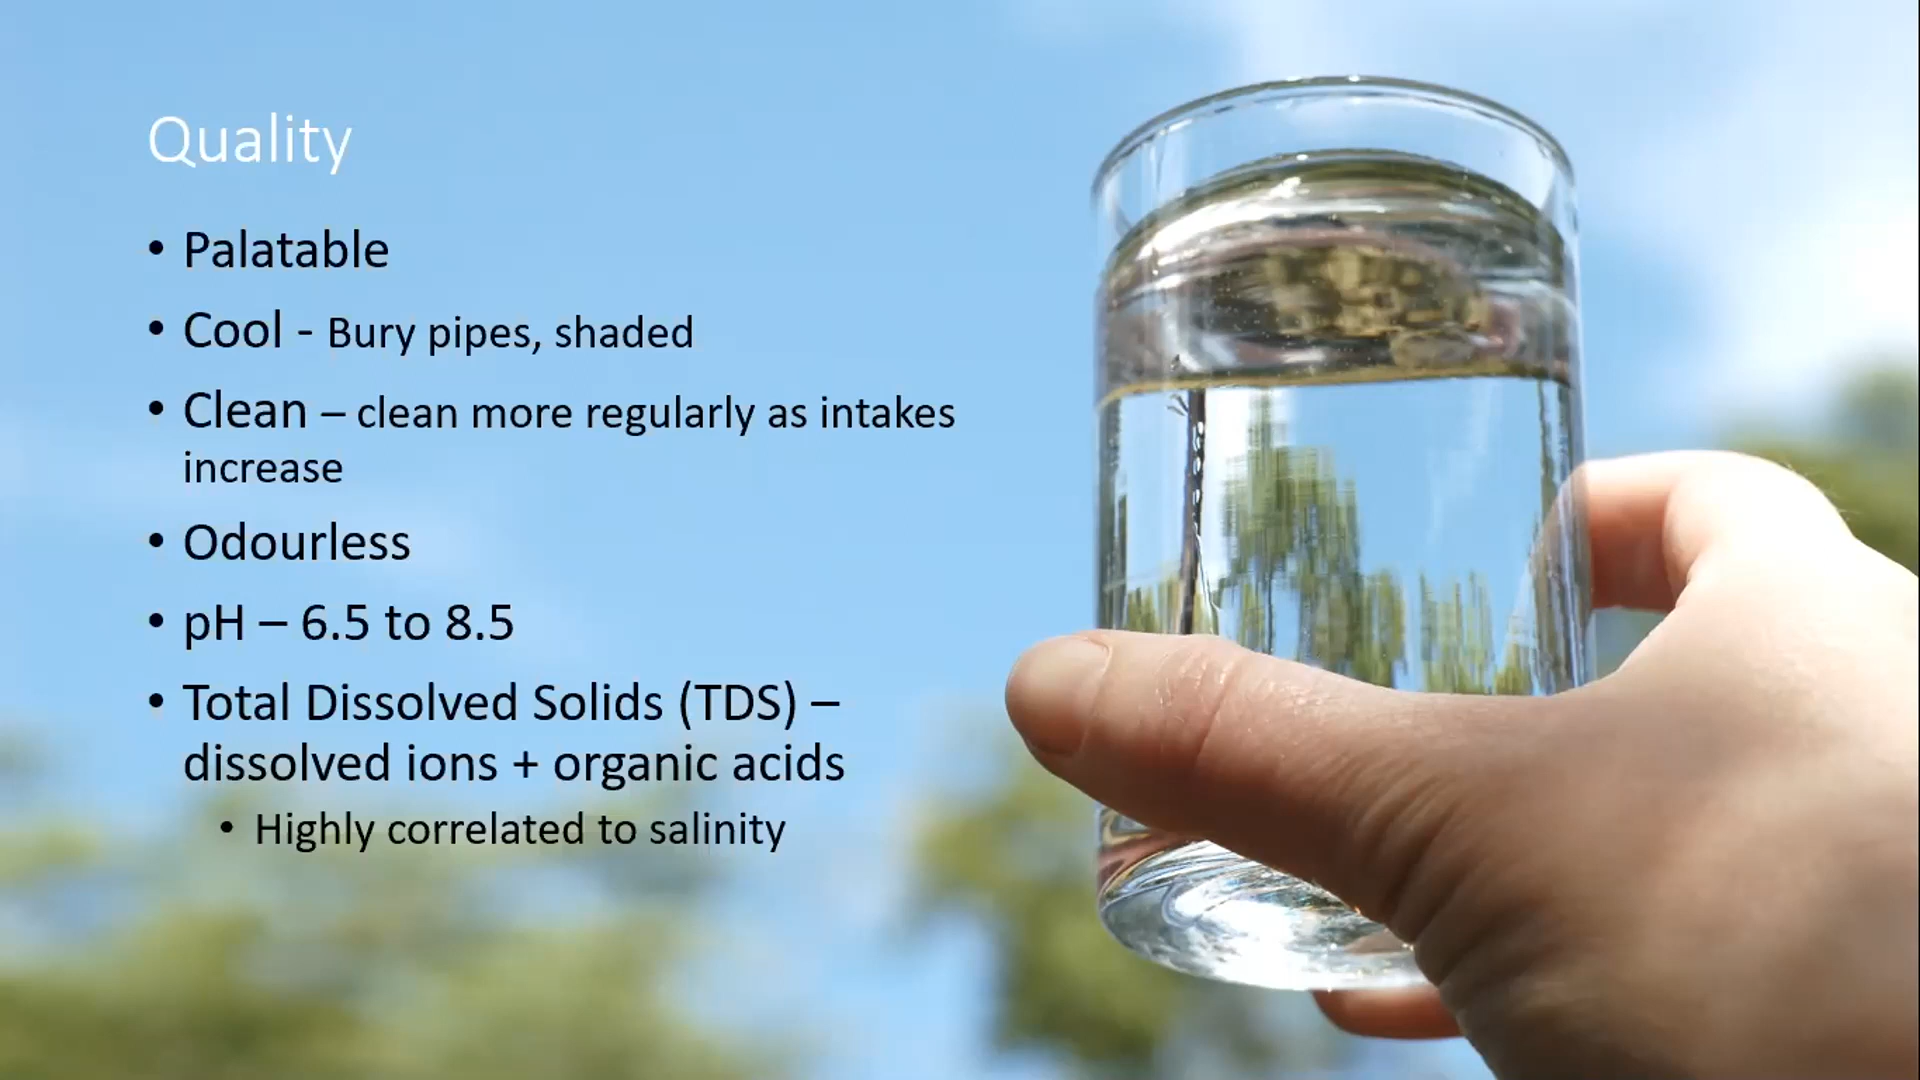 Quality
• Palatable
• Cool - Bury pipes, shaded
• Clean – clean more regularly as intakes
increase
• Odourless
• pH – 6.5 to 8.5
• Total Dissolved Solids (TDS) –
dissolved ions + organic acids
• Highly correlated to salinity